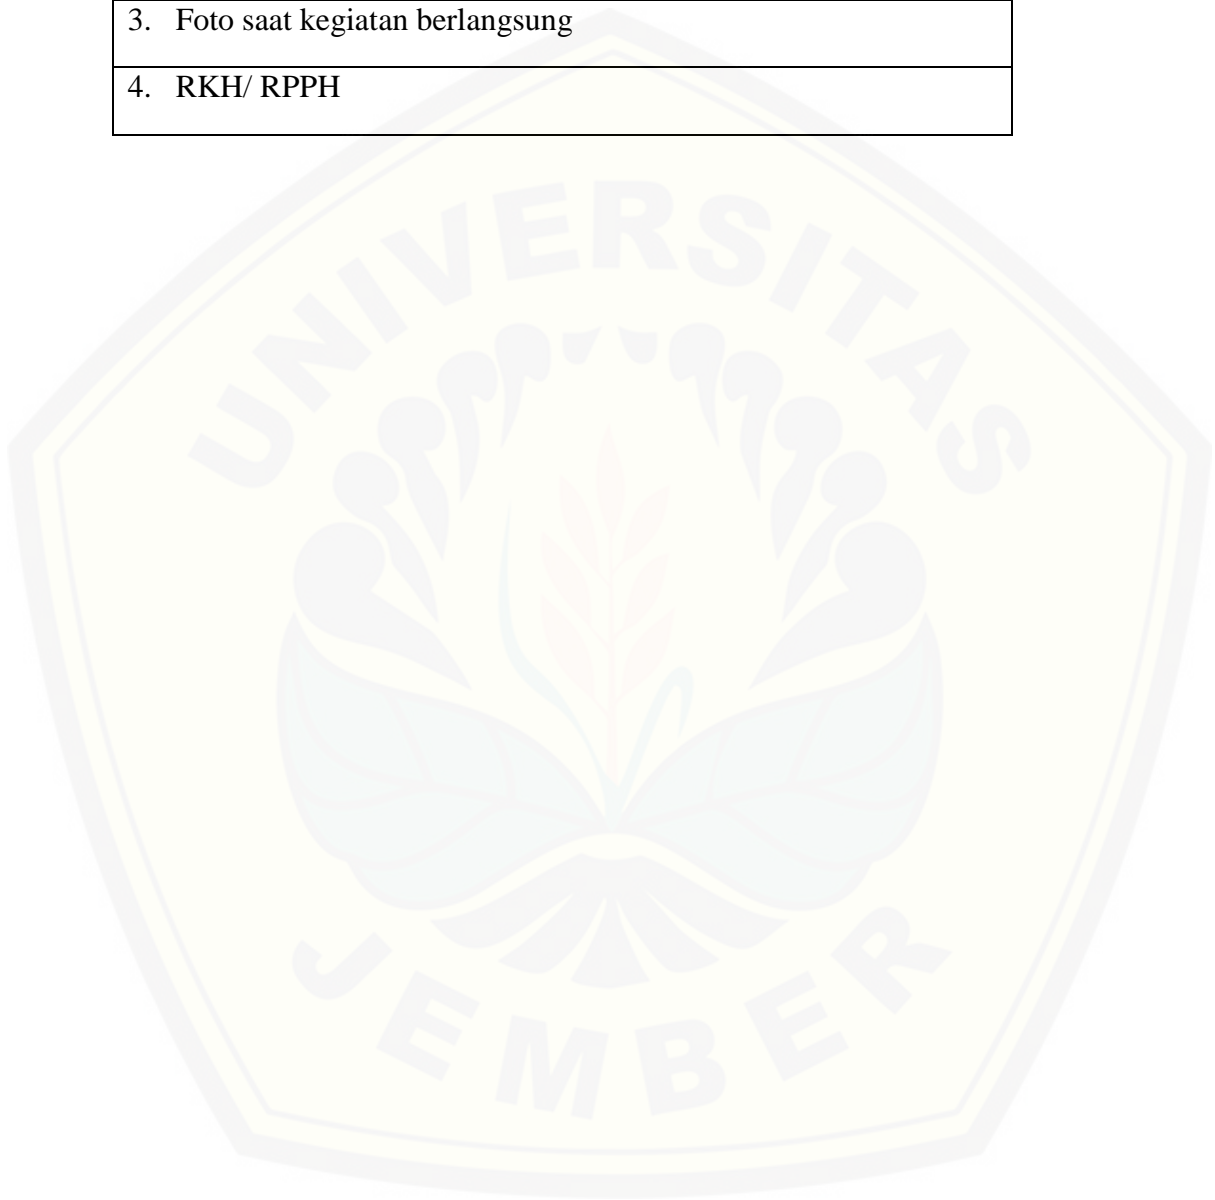 3. Foto saat kegiatan berlangsung
4. RKH/ RPPH
UNIVERSITAS
JEMBER